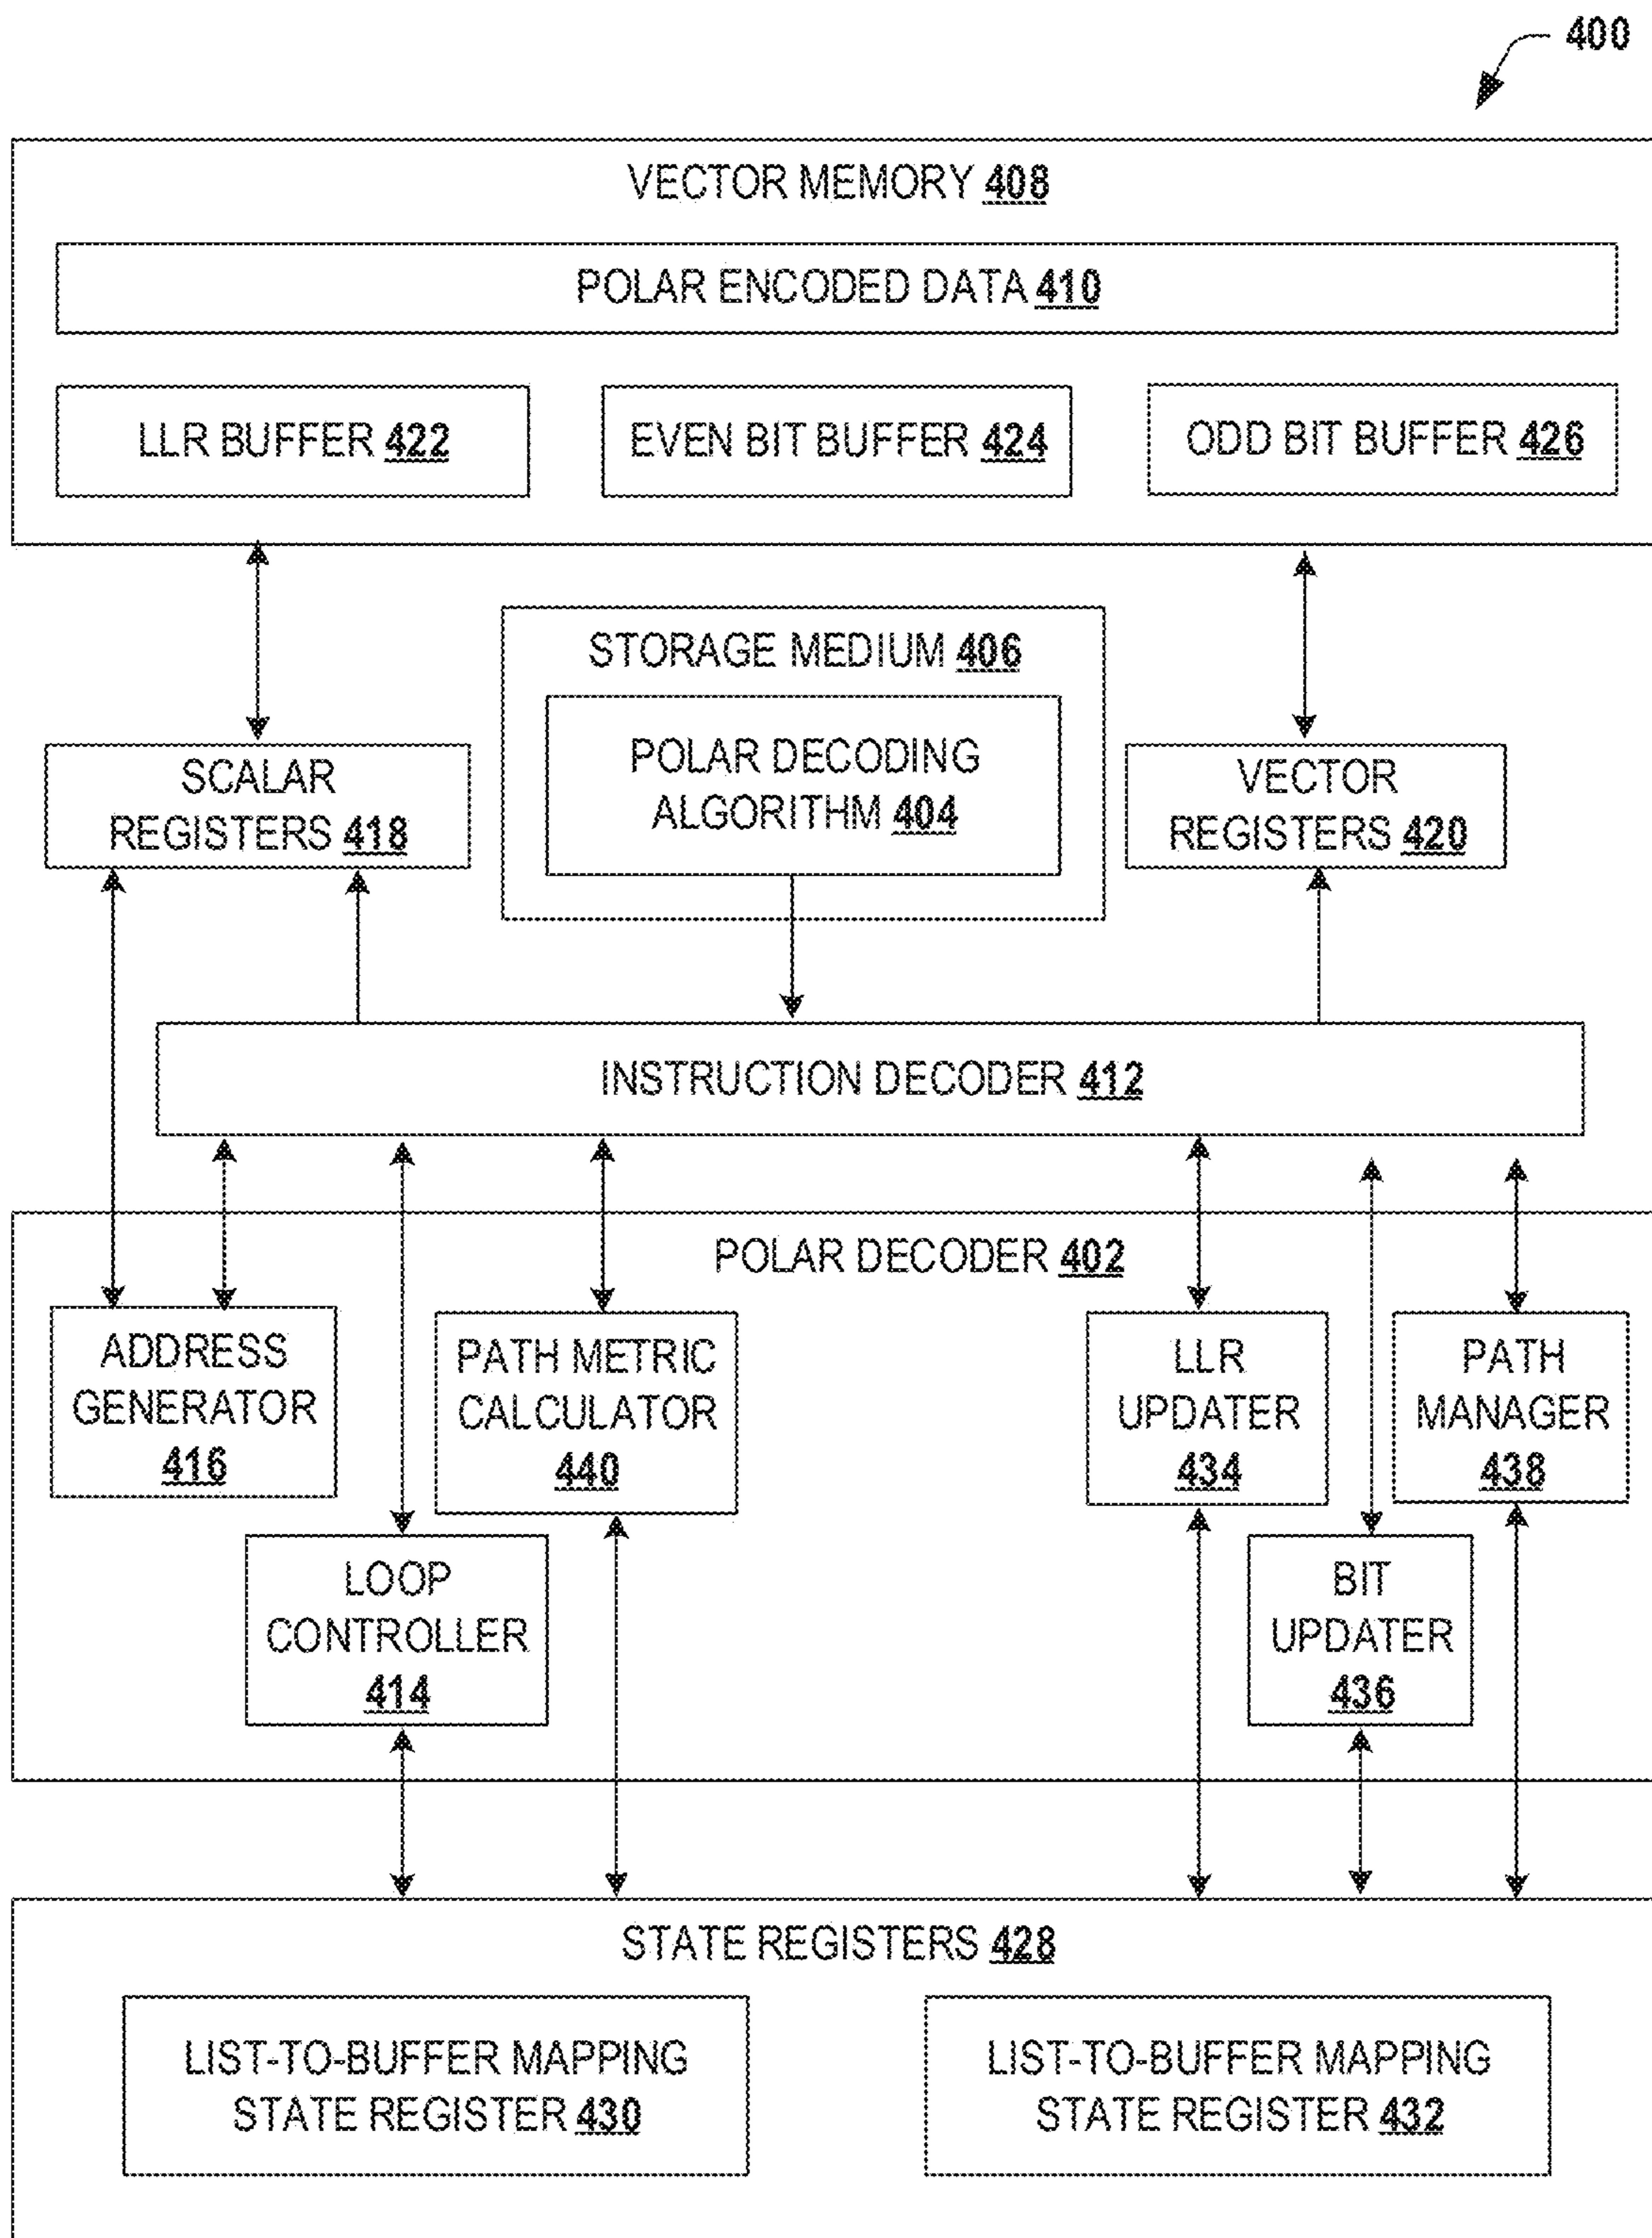 400
VECTOR MEMORY 408
POLAR ENCODED DATA 410
LLR BUFFER 422
EVEN BIT BUFFER 424
ODD BIT BUFFER 426
STORAGE MEDIUM 406
POLAR DECODING
ALGORITHM 404
SCALAR
REGISTERS 418
VECTOR
REGISTERS 420
INSTRUCTION DECODER 412
POLAR DECODER 402
ADDRESS
GENERATOR
416
PATH METRIC
CALCULATOR
440
LLR
UPDATER
434
PATH
MANAGER
438
LOOP
CONTROLLER
414
BIT
UPDATER
436
STATE REGISTERS 428
LIST-TO-BUFFER MAPPING
STATE REGISTER 430
LIST-TO-BUFFER MAPPING
STATE REGISTER 432